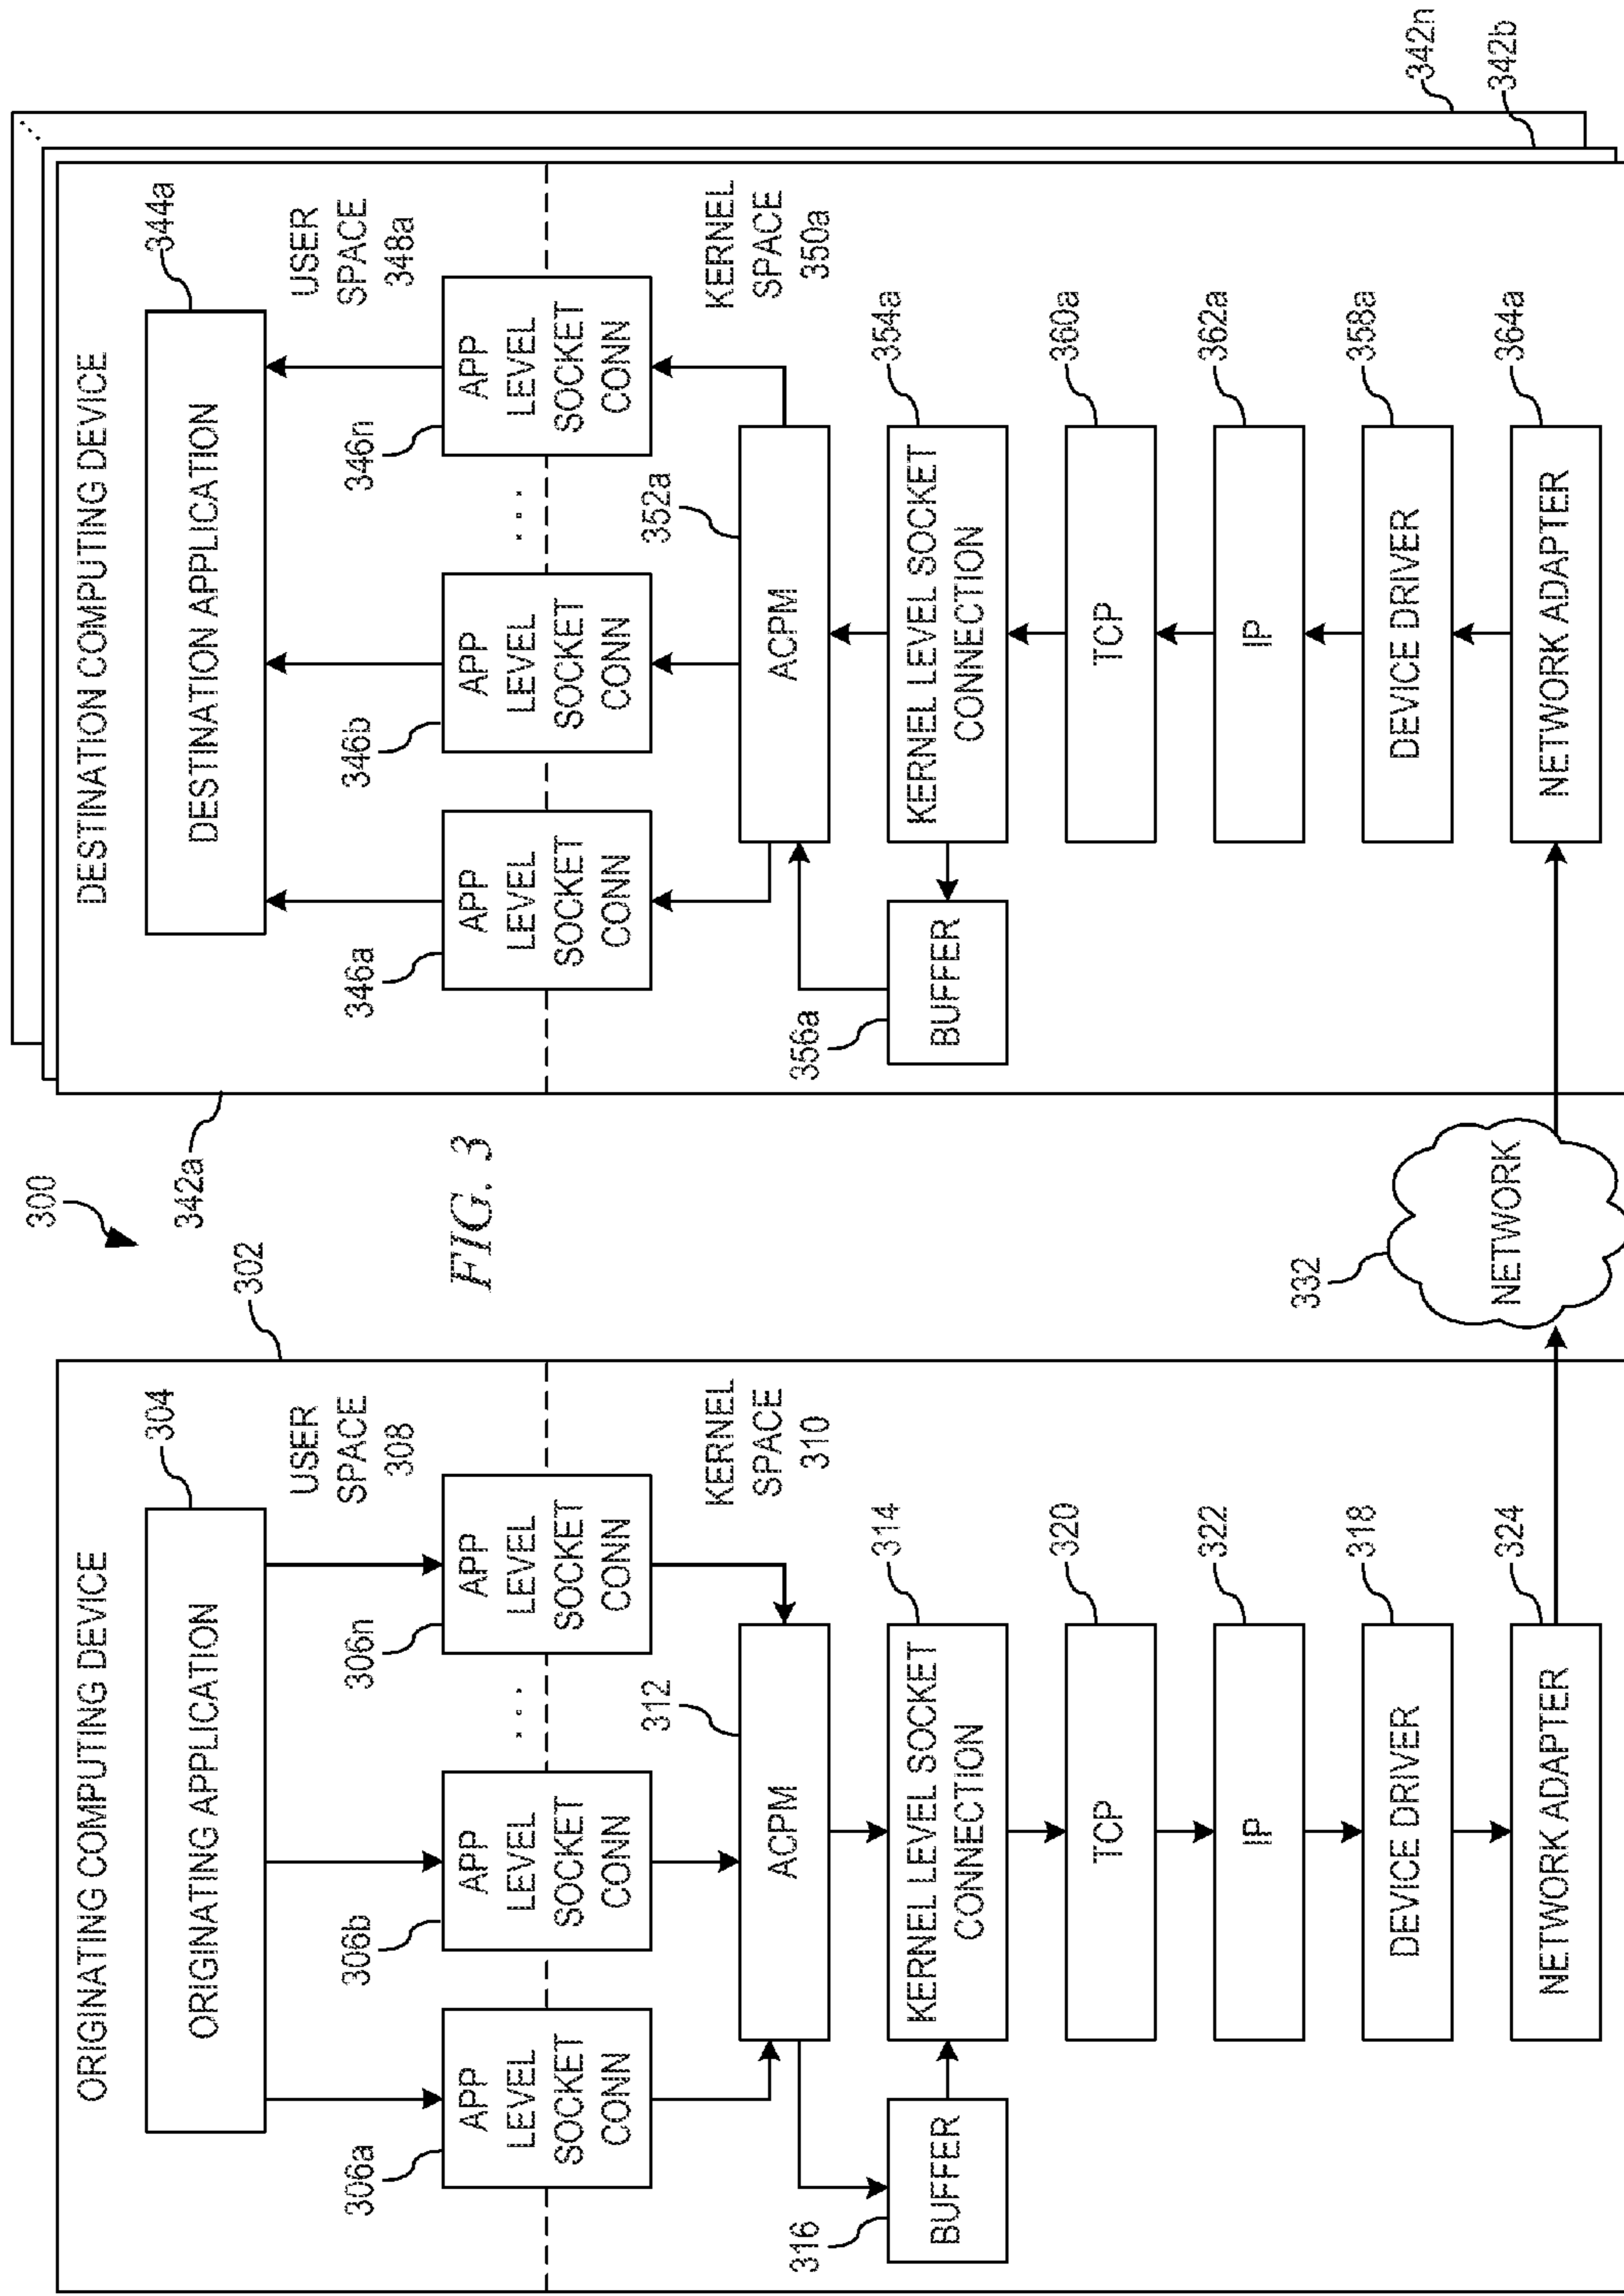 300
ORIGINATING COMPUTING DEVICE
302
ORIGINATING APPLICATION
304
USER
SPACE
308
306a
APP
LEVEL
SOCKET
CONN
306b
APP
LEVEL
SOCKET
CONN
. . .
306n
APP
LEVEL
SOCKET
CONN
KERNEL
SPACE
310
312
ACPM
316
BUFFER
KERNEL LEVEL SOCKET
CONNECTION
314
TCP
320
IP
322
DEVICE DRIVER
318
NETWORK ADAPTER
324
FIG. 3
332
NETWORK
342a
DESTINATION COMPUTING DEVICE
342n
342b
DESTINATION APPLICATION
344a
USER
SPACE
348a
346a
APP
LEVEL
SOCKET
CONN
346b
APP
LEVEL
SOCKET
CONN
. . .
346n
APP
LEVEL
SOCKET
CONN
KERNEL
SPACE
350a
352a
ACPM
356a
BUFFER
KERNEL LEVEL SOCKET
CONNECTION
354a
TCP
360a
IP
362a
DEVICE DRIVER
358a
NETWORK ADAPTER
364a